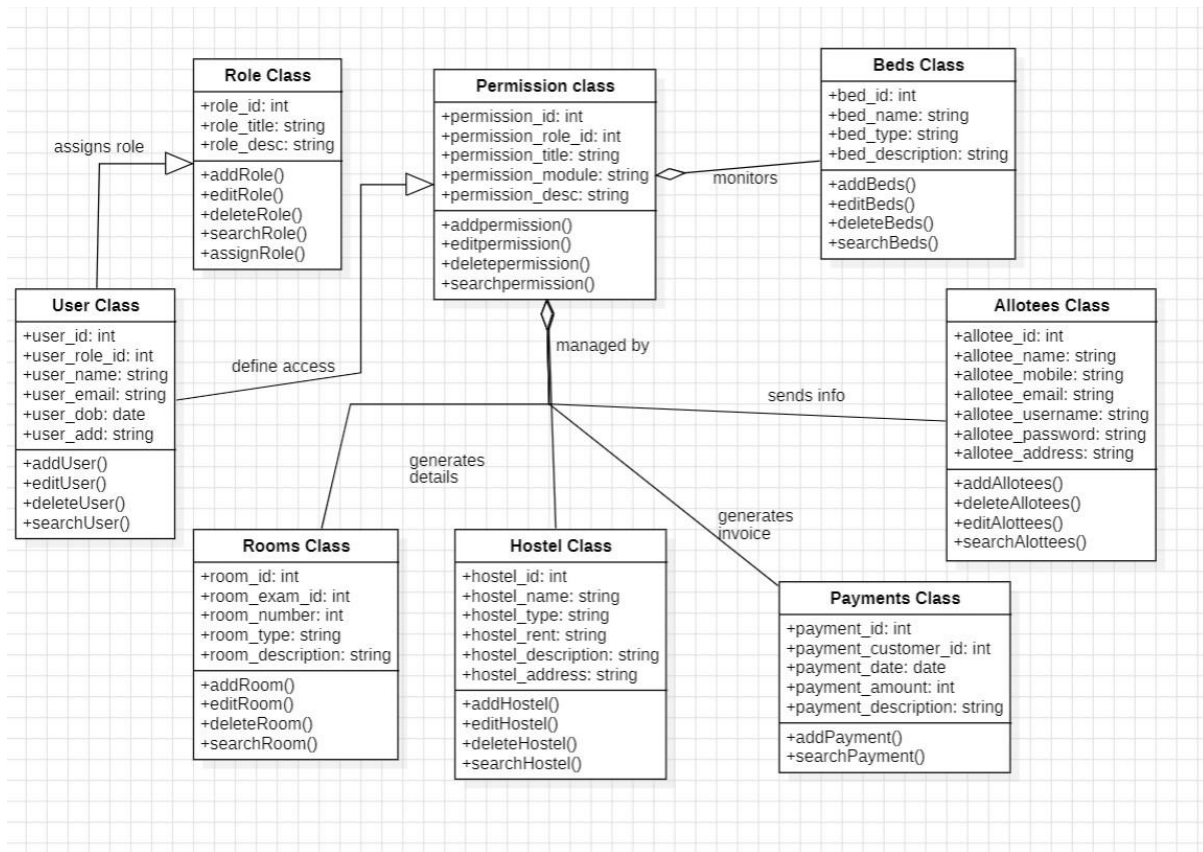 Role Class
+role_id: int
+role_title: string
+role_desc: string
+addRole()
+editRole()
+deleteRole()
+searchRole()
+assignRole()
Permission class
+permission_id: int
+permission_role_id: int
+permission_title: string
+permission_module: string
+permission_desc: string
+addpermission()
+editpermission()
+deletepermission()
+searchpermission()
Beds Class
+bed_id: int
+bed_name: string
+bed_type: string
+bed_description: string
+addBeds()
+editBeds()
+deleteBeds()
+searchBeds()
assigns role
monitors
User Class
+user_id: int
+user_role_id: int
+user_name: string
+user_email: string
+user_dob: date
+user_add: string
+addUser()
+editUser()
+deleteUser()
+searchUser()
define access
managed by
sends info
Allotees Class
+allotee_id: int
+allotee_name: string
+allotee_mobile: string
+allotee_email: string
+allotee_username: string
+allotee_password: string
+allotee_address: string
+addAllotees()
+deleteAllotees()
+editAlottees()
+searchAlottees()
generates
details
generates
invoice
Rooms Class
+room_id: int
+room_exam_id: int
+room_number: int
+room_type: string
+room_description: string
+addRoom()
+editRoom()
+deleteRoom()
+searchRoom()
Hostel Class
+hostel_id: int
+hostel_name: string
+hostel_type: string
+hostel_rent: string
+hostel_description: string
+hostel_address: string
+addHostel()
+editHostel()
+deleteHostel()
+searchHostel()
Payments Class
+payment_id: int
+payment_customer_id: int
+payment_date: date
+payment_amount: int
+payment_description: string
+addPayment()
+searchPayment()